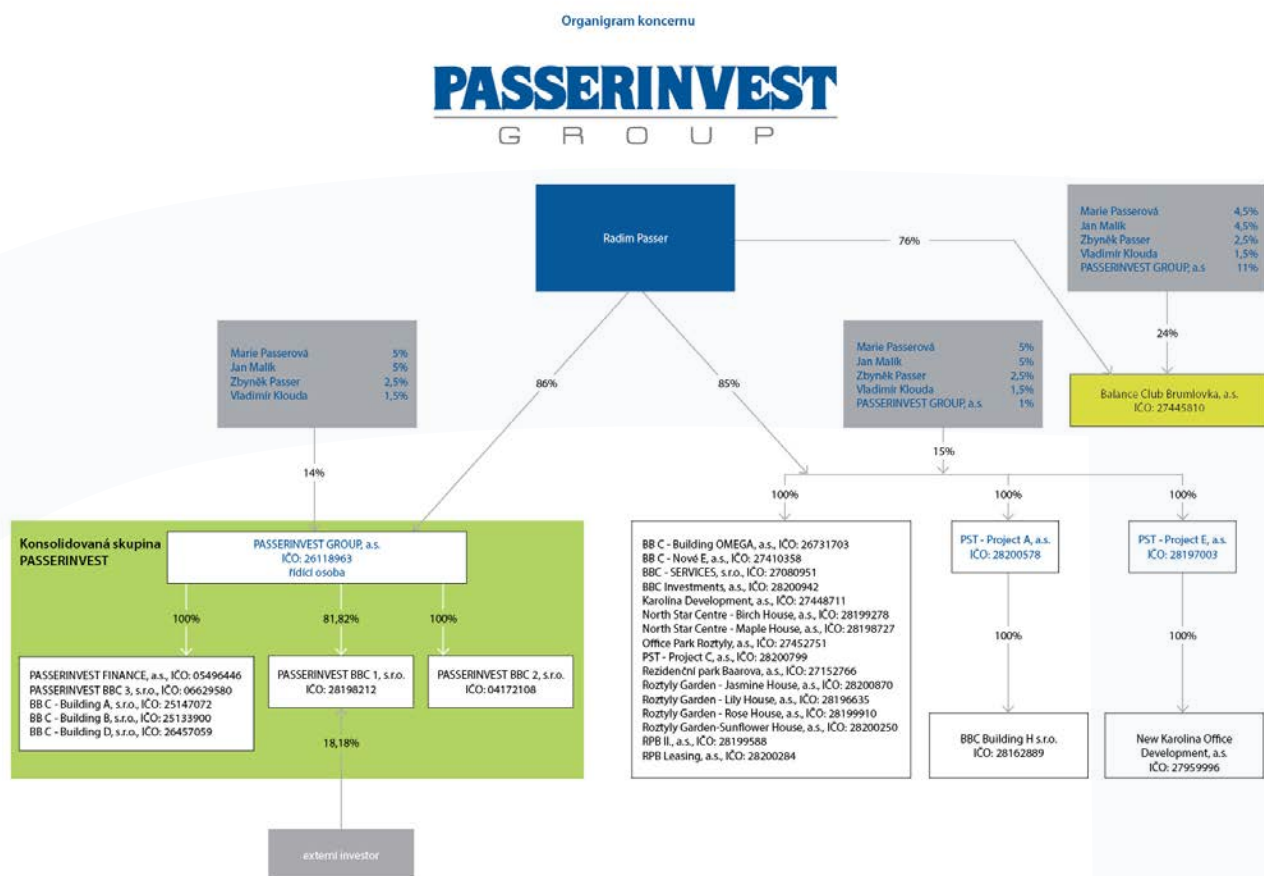 Organigram koncernu
PASSERINVEST
GROUP
Radim Passer
76%
Marie Passerová 4,5%
Jan Malík 4,5%
Zbyněk Passer 2,5%
Vladimír Klouda 1,5%
PASSERINVEST GROUP, a.s 11%
24%
Balance Club Brumlovka, a.s.
IČO: 27445810
Marie Passerová 5%
Jan Malík 5%
Zbyněk Passer 2,5%
Vladimír Klouda 1,5%
14%
86%
85%
Marie Passerová 5%
Jan Malík 5%
Zbyněk Passer 2,5%
Vladimír Klouda 1,5%
PASSERINVEST GROUP, a.s. 1%
15%
Konsolidovaná skupina
PASSERINVEST
PASSERINVEST GROUP, a.s.
IČO: 26118963
řídící osoba
100%
81,82%
100%
PASSERINVEST FINANCE, a.s., IČO: 05496446
PASSERINVEST BBC 3, s.r.o., IČO: 06629580
BB C - Building A, s.r.o., IČO: 25147072
BB C - Building B, s.r.o., IČO: 25133900
BB C - Building D, s.r.o., IČO: 26457059
PASSERINVEST BBC 1, s.r.o.
IČO: 28198212
PASSERINVEST BBC 2, s.r.o.
IČO: 04172108
18,18%
externí investor
100%
100%
100%
BB C - Building OMEGA, a.s., IČO: 26731703
BB C - Nové E, a.s., IČO: 27410358
BBC - SERVICES, s.r.o., IČO: 27080951
BBC Investments, a.s., IČO: 28200942
Karolína Development, a.s., IČO: 27448711
North Star Centre - Birch House, a.s., IČO: 28199278
North Star Centre - Maple House, a.s., IČO: 28198727
Office Park Roztyly, a.s., IČO: 27452751
PST - Project C, a.s., IČO: 28200799
Rezidenční park Baarova, a.s., IČO: 27152766
Roztyly Garden - Jasmine House, a.s., IČO: 28200870
Roztyly Garden - Lily House, a.s., IČO: 28196635
Roztyly Garden - Rose House, a.s., IČO: 28199910
Roztyly Garden-Sunflower House, a.s., IČO: 28200250
RPB II., a.s., IČO: 28199588
RPB Leasing, a.s., IČO: 28200284
PST - Project A, a.s., IČO:
28200578
100%
BBC Building H s.r.o.
IČO: 28162889
PST - Project E, a.s., IČO:
28197003
100%
New Karolina Office
Development, a.s.
IČO: 27959996